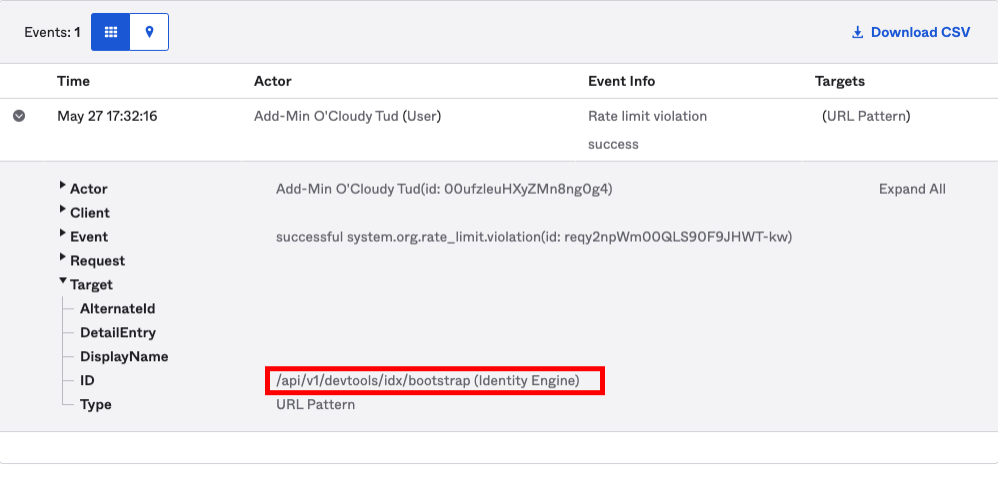 Events: 1
Download CSV
Time Actor Event Info Targets
May 27 17:32:16 Add-Min O'Cloudy Tud (User) Rate limit violation (URL Pattern)
success
Actor Add-Min O'Cloudy Tud(id: 00ufzleuHXyZMn8ng0g4) Expand All
Client
Event successful system.org.rate_limit.violation(id: reqy2npWm00QLS90F9JHWT-kw)
Request
Target
AlternateId
DetailEntry
DisplayName
ID /api/v1/devtools/idx/bootstrap (Identity Engine)
Type URL Pattern